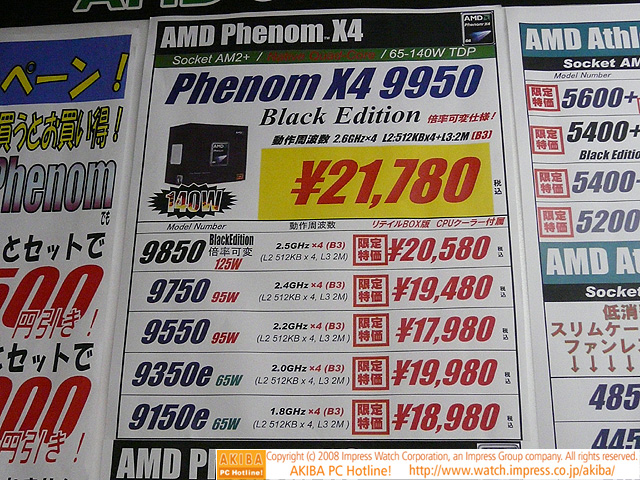 AMD Phenom™ X4
AMD
Phenom X4
Socket AM2+ / / 65-140W TDP
Phenom X4 9950
Black Edition 倍率可変仕様!
動作周波数 2.6GHz×4 L2:512KBx4+L3:2M (B3)
AMD
140W
¥21,780 税込
Model Number 動作周波数 リテイルBOX版 CPUクーラー付属
9850 BlackEdition 倍率可変 125W 2.5GHz ×4 (B3) (L2 512KB x 4, L3 2M) 限定特価 ¥20,580 税込
9750 95W 2.4GHz ×4 (B3) (L2 512KB x 4, L3 2M) 限定特価 ¥19,480 税込
9550 95W 2.2GHz ×4 (B3) (L2 512KB x 4, L3 2M) 限定特価 ¥17,980 税込
9350e 65W 2.0GHz ×4 (B3) (L2 512KB x 4, L3 2M) 限定特価 ¥19,980 税込
9150e 65W 1.8GHz ×4 (B3) (L2 512KB x 4, L3 2M) 限定特価 ¥18,980 税込
AMD P
ペーン!
買うとお買い得!
Phenom
でも
とセットで
500
円引き!
セットで
000
円引き!
AMD Athl
Socket AM
Model Number
限定特価 5600+
限定特価 5400+
Black Editio
限定特価 5400
限定特価 5200
AMD Ath
Socke
低消
スリムケー
ファンレ
↓↓↓↓↓
485
445
AKIBA
PC Hotline!
Copyright (c) 2008 Impress Watch Corporation, an Impress Group company. All rights reserved.
AKIBA PC Hotline! http://www.watch.impress.co.jp/akiba/